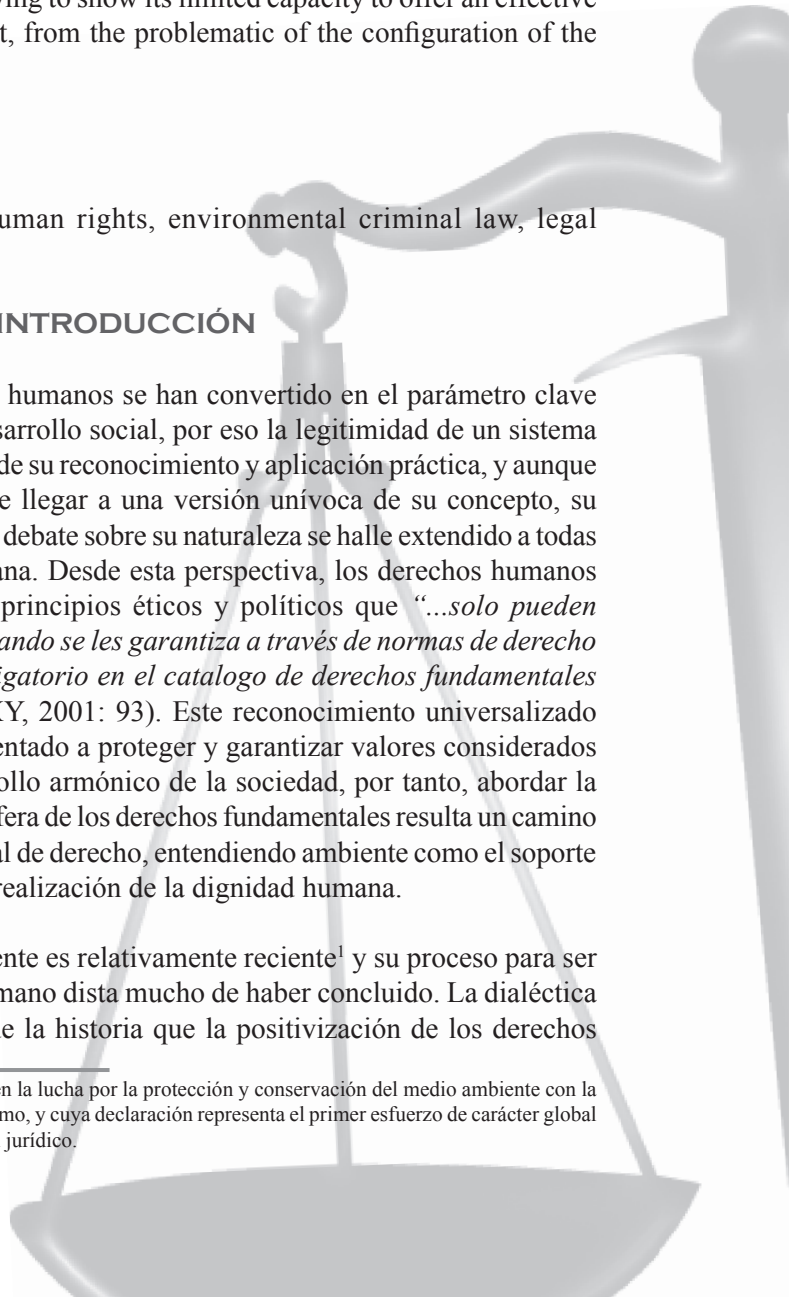 ying to show its limited capacity to offer an effective
t, from the problematic of the configuration of the
uman rights, environmental criminal law, legal
INTRODUCCIÓN
humanos se han convertido en el parámetro clave
sarrollo social, por eso la legitimidad de un sistema
de su reconocimiento y aplicación práctica, y aunque
e llegar a una versión unívoca de su concepto, su
debate sobre su naturaleza se halle extendido a todas
ana. Desde esta perspectiva, los derechos humanos
principios éticos y políticos que “...solo pueden
ando se les garantiza a través de normas de derecho
igatorio en el catalogo de derechos fundamentales
KY, 2001: 93). Este reconocimiento universalizado
entado a proteger y garantizar valores considerados
ollo armónico de la sociedad, por tanto, abordar la
fera de los derechos fundamentales resulta un camino
al de derecho, entendiendo ambiente como el soporte
realización de la dignidad humana.
ente es relativamente reciente¹ y su proceso para ser
mano dista mucho de haber concluido. La dialéctica
e la historia que la positivización de los derechos
en la lucha por la protección y conservación del medio ambiente con la
mo, y cuya declaración representa el primer esfuerzo de carácter global
jurídico.